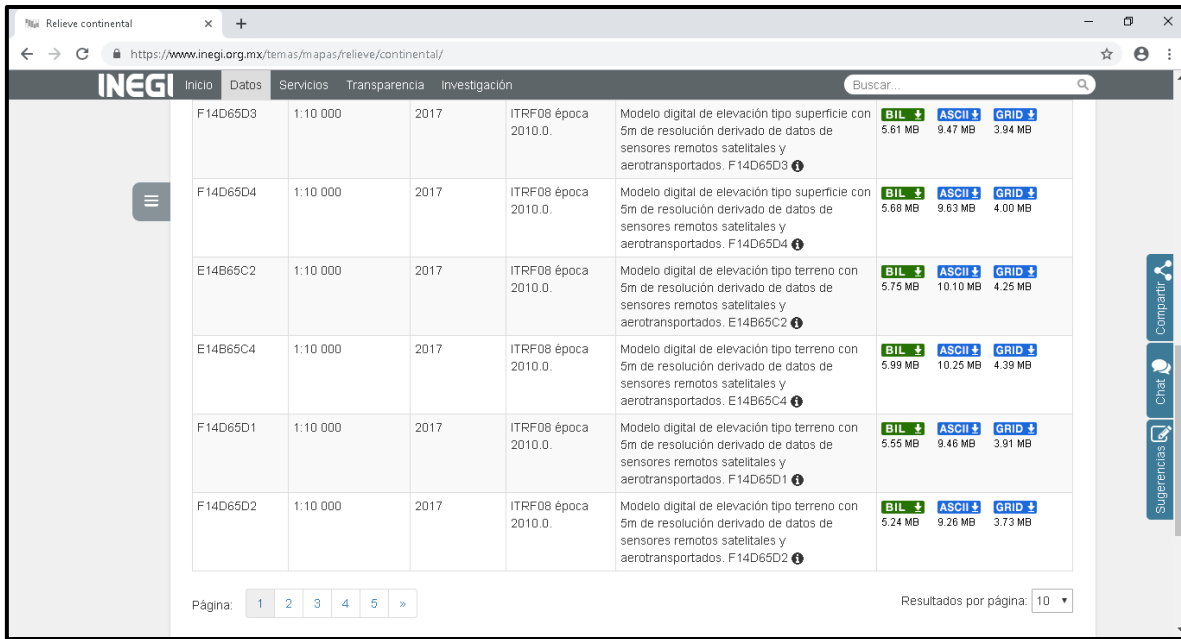 Relieve continental
https://www.inegi.org.mx/temas/mapas/relieve/continental/
INEGI Inicio Datos Servicios Transparencia Investigación Buscar...
F14D65D3 1:10 000 2017 ITRF08 época Modelo digital de elevación tipo superficie con BIL ASCII GRID
2010.0. 5m de resolución derivado de datos de 5.61 MB 9.47 MB 3.94 MB
sensores remotos satelitales y
aerotransportados. F14D65D3
F14D65D4 1:10 000 2017 ITRF08 época Modelo digital de elevación tipo superficie con BIL ASCII GRID
2010.0. 5m de resolución derivado de datos de 5.68 MB 9.63 MB 4.00 MB
sensores remotos satelitales y
aerotransportados. F14D65D4
E14B65C2 1:10 000 2017 ITRF08 época Modelo digital de elevación tipo terreno con BIL ASCII GRID
2010.0. 5m de resolución derivado de datos de 5.75 MB 10.10 MB 4.25 MB
sensores remotos satelitales y
aerotransportados. E14B65C2
E14B65C4 1:10 000 2017 ITRF08 época Modelo digital de elevación tipo terreno con BIL ASCII GRID
2010.0. 5m de resolución derivado de datos de 5.99 MB 10.25 MB 4.39 MB
sensores remotos satelitales y
aerotransportados. E14B65C4
F14D65D1 1:10 000 2017 ITRF08 época Modelo digital de elevación tipo terreno con BIL ASCII GRID
2010.0. 5m de resolución derivado de datos de 5.55 MB 9.46 MB 3.91 MB
sensores remotos satelitales y
aerotransportados. F14D65D1
F14D65D2 1:10 000 2017 ITRF08 época Modelo digital de elevación tipo terreno con BIL ASCII GRID
2010.0. 5m de resolución derivado de datos de 5.24 MB 9.26 MB 3.73 MB
sensores remotos satelitales y
aerotransportados. F14D65D2
Página: 1 2 3 4 5 » Resultados por página: 10
Compartir
Chat
Sugerencias